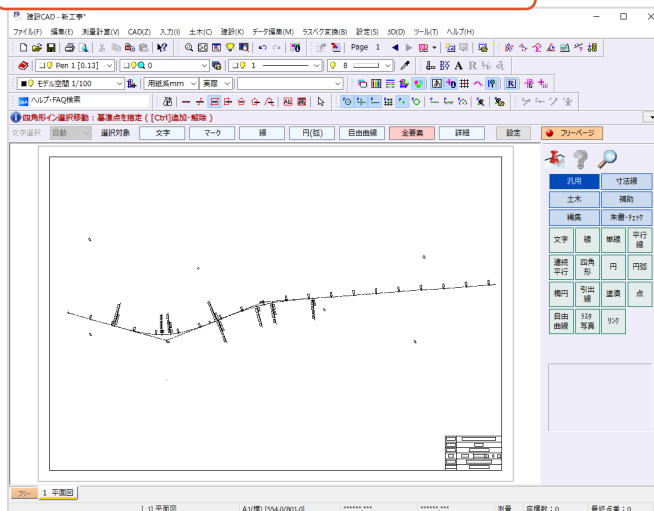 建設CAD - 新工事*
ファイル(F) 編集(E) 測量計算(V) CAD(Z) 入力(I) 土木(C) 建設(K) データ編集(M) ラスベク変換(B) 設定(S) 3D(D) ツール(T) ヘルプ(H)
Page 1
Pen 1 [0.13] 0 1 8
モデル空間 1/100 用紙系mm 実際
ヘルプ・FAQ検索
四角形イン選択移動：基準点を指定 ( [Ctrl]追加・解除 )
文字選択 自動 選択対象 文字 マーク 線 円(弧) 自由曲線 全要素 詳細 設定
フリーページ
汎用 寸法線
土木 補助
編集 朱書・チェック
文字 線 単線 平行線
連続平行 四角形 円 円弧
楕円 引出線 塗潰 点
自由曲線 ラスタ写真 リンク
フリー 1 平面図
[ 1] 平面図 A1(横) [554.0/801.0] ******.*** ******.*** 測量 座標数：0 最終点番：0